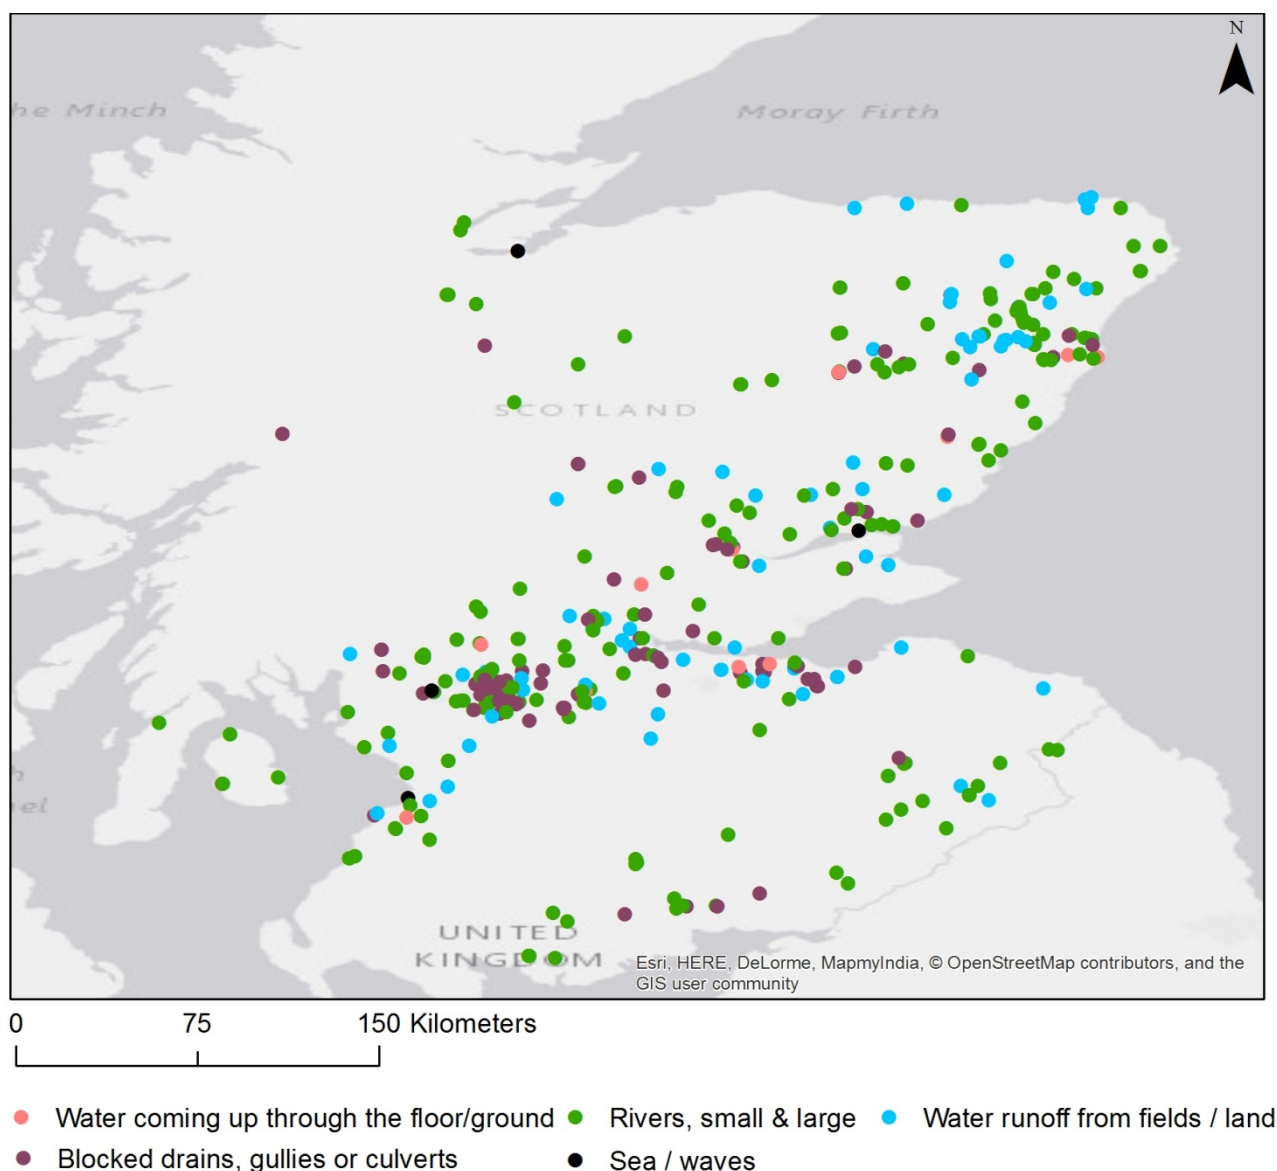 N
he Minch
Moray Firth
SCOTLAND
h
el
UNITED
KINGDOM
Esri, HERE, DeLorme, MapmyIndia, © OpenStreetMap contributors, and the
GIS user community
0 75 150 Kilometers
Water coming up through the floor/ground Rivers, small & large Water runoff from fields / land
Blocked drains, gullies or culverts Sea / waves